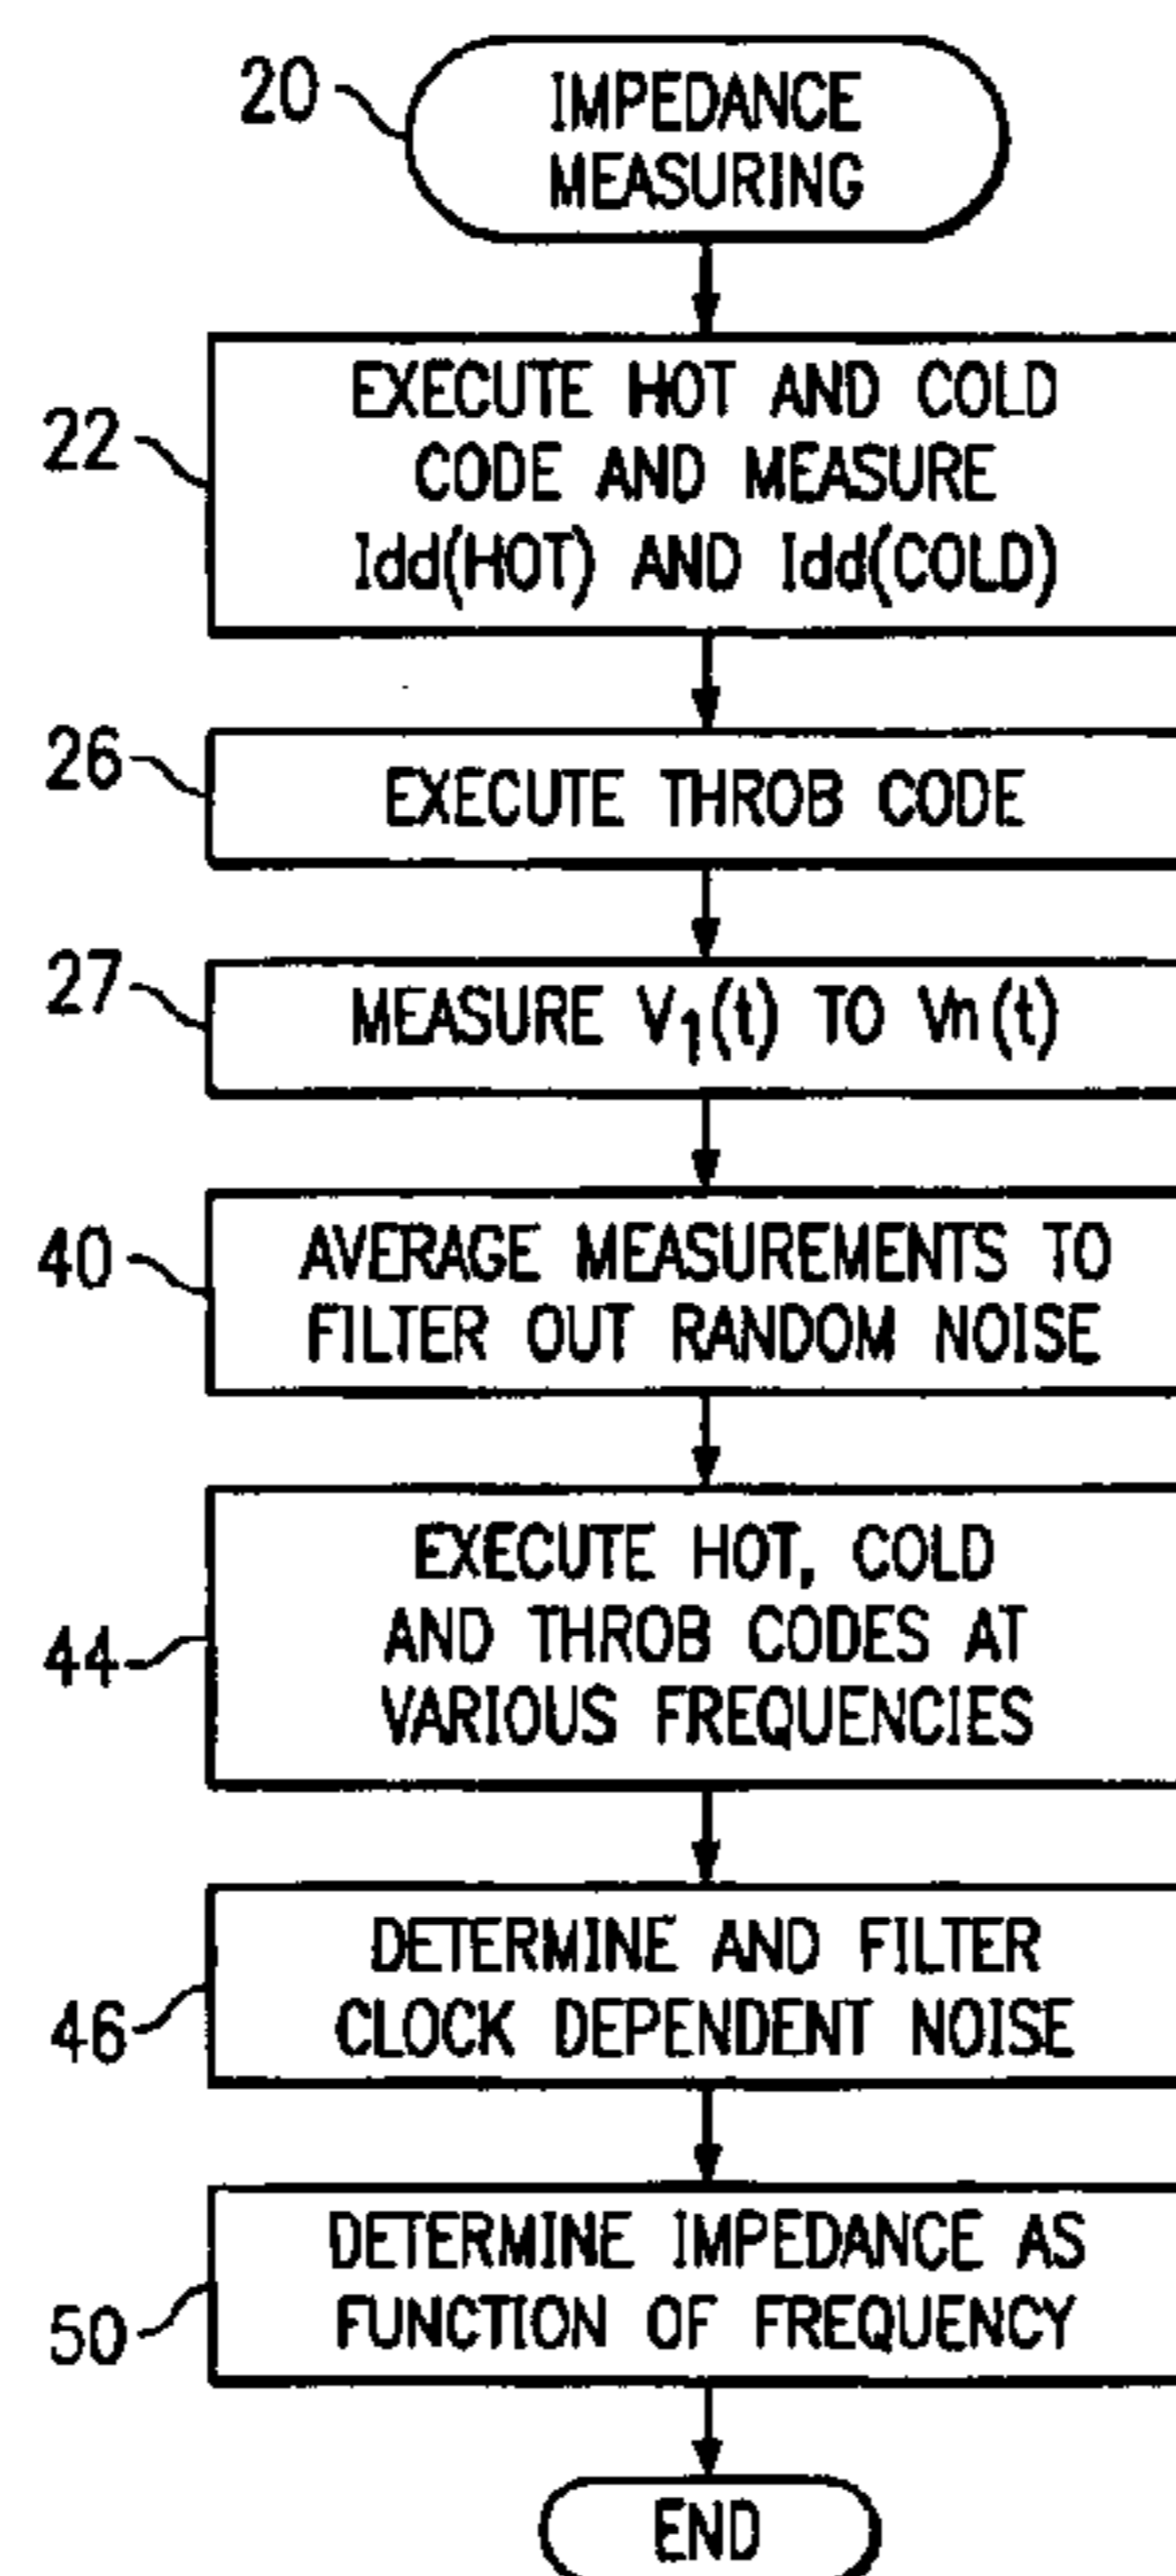 20
IMPEDANCE
MEASURING
22
EXECUTE HOT AND COLD
CODE AND MEASURE
Idd(HOT) AND Idd(COLD)
26
EXECUTE THROB CODE
27
MEASURE V1(t) TO Vn(t)
40
AVERAGE MEASUREMENTS TO
FILTER OUT RANDOM NOISE
44
EXECUTE HOT, COLD
AND THROB CODES AT
VARIOUS FREQUENCIES
46
DETERMINE AND FILTER
CLOCK DEPENDENT NOISE
50
DETERMINE IMPEDANCE AS
FUNCTION OF FREQUENCY
END